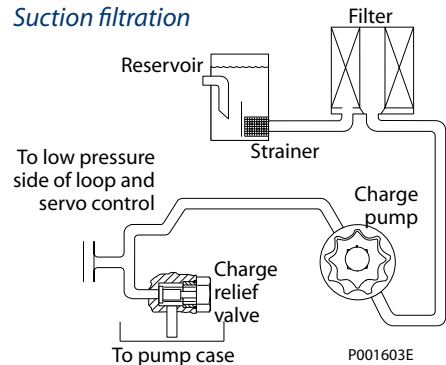 Suction filtration
Filter
Reservoir
Strainer
To low pressure
side of loop and
servo control
Charge
pump
Charge
relief
valve
To pump case
P001603E